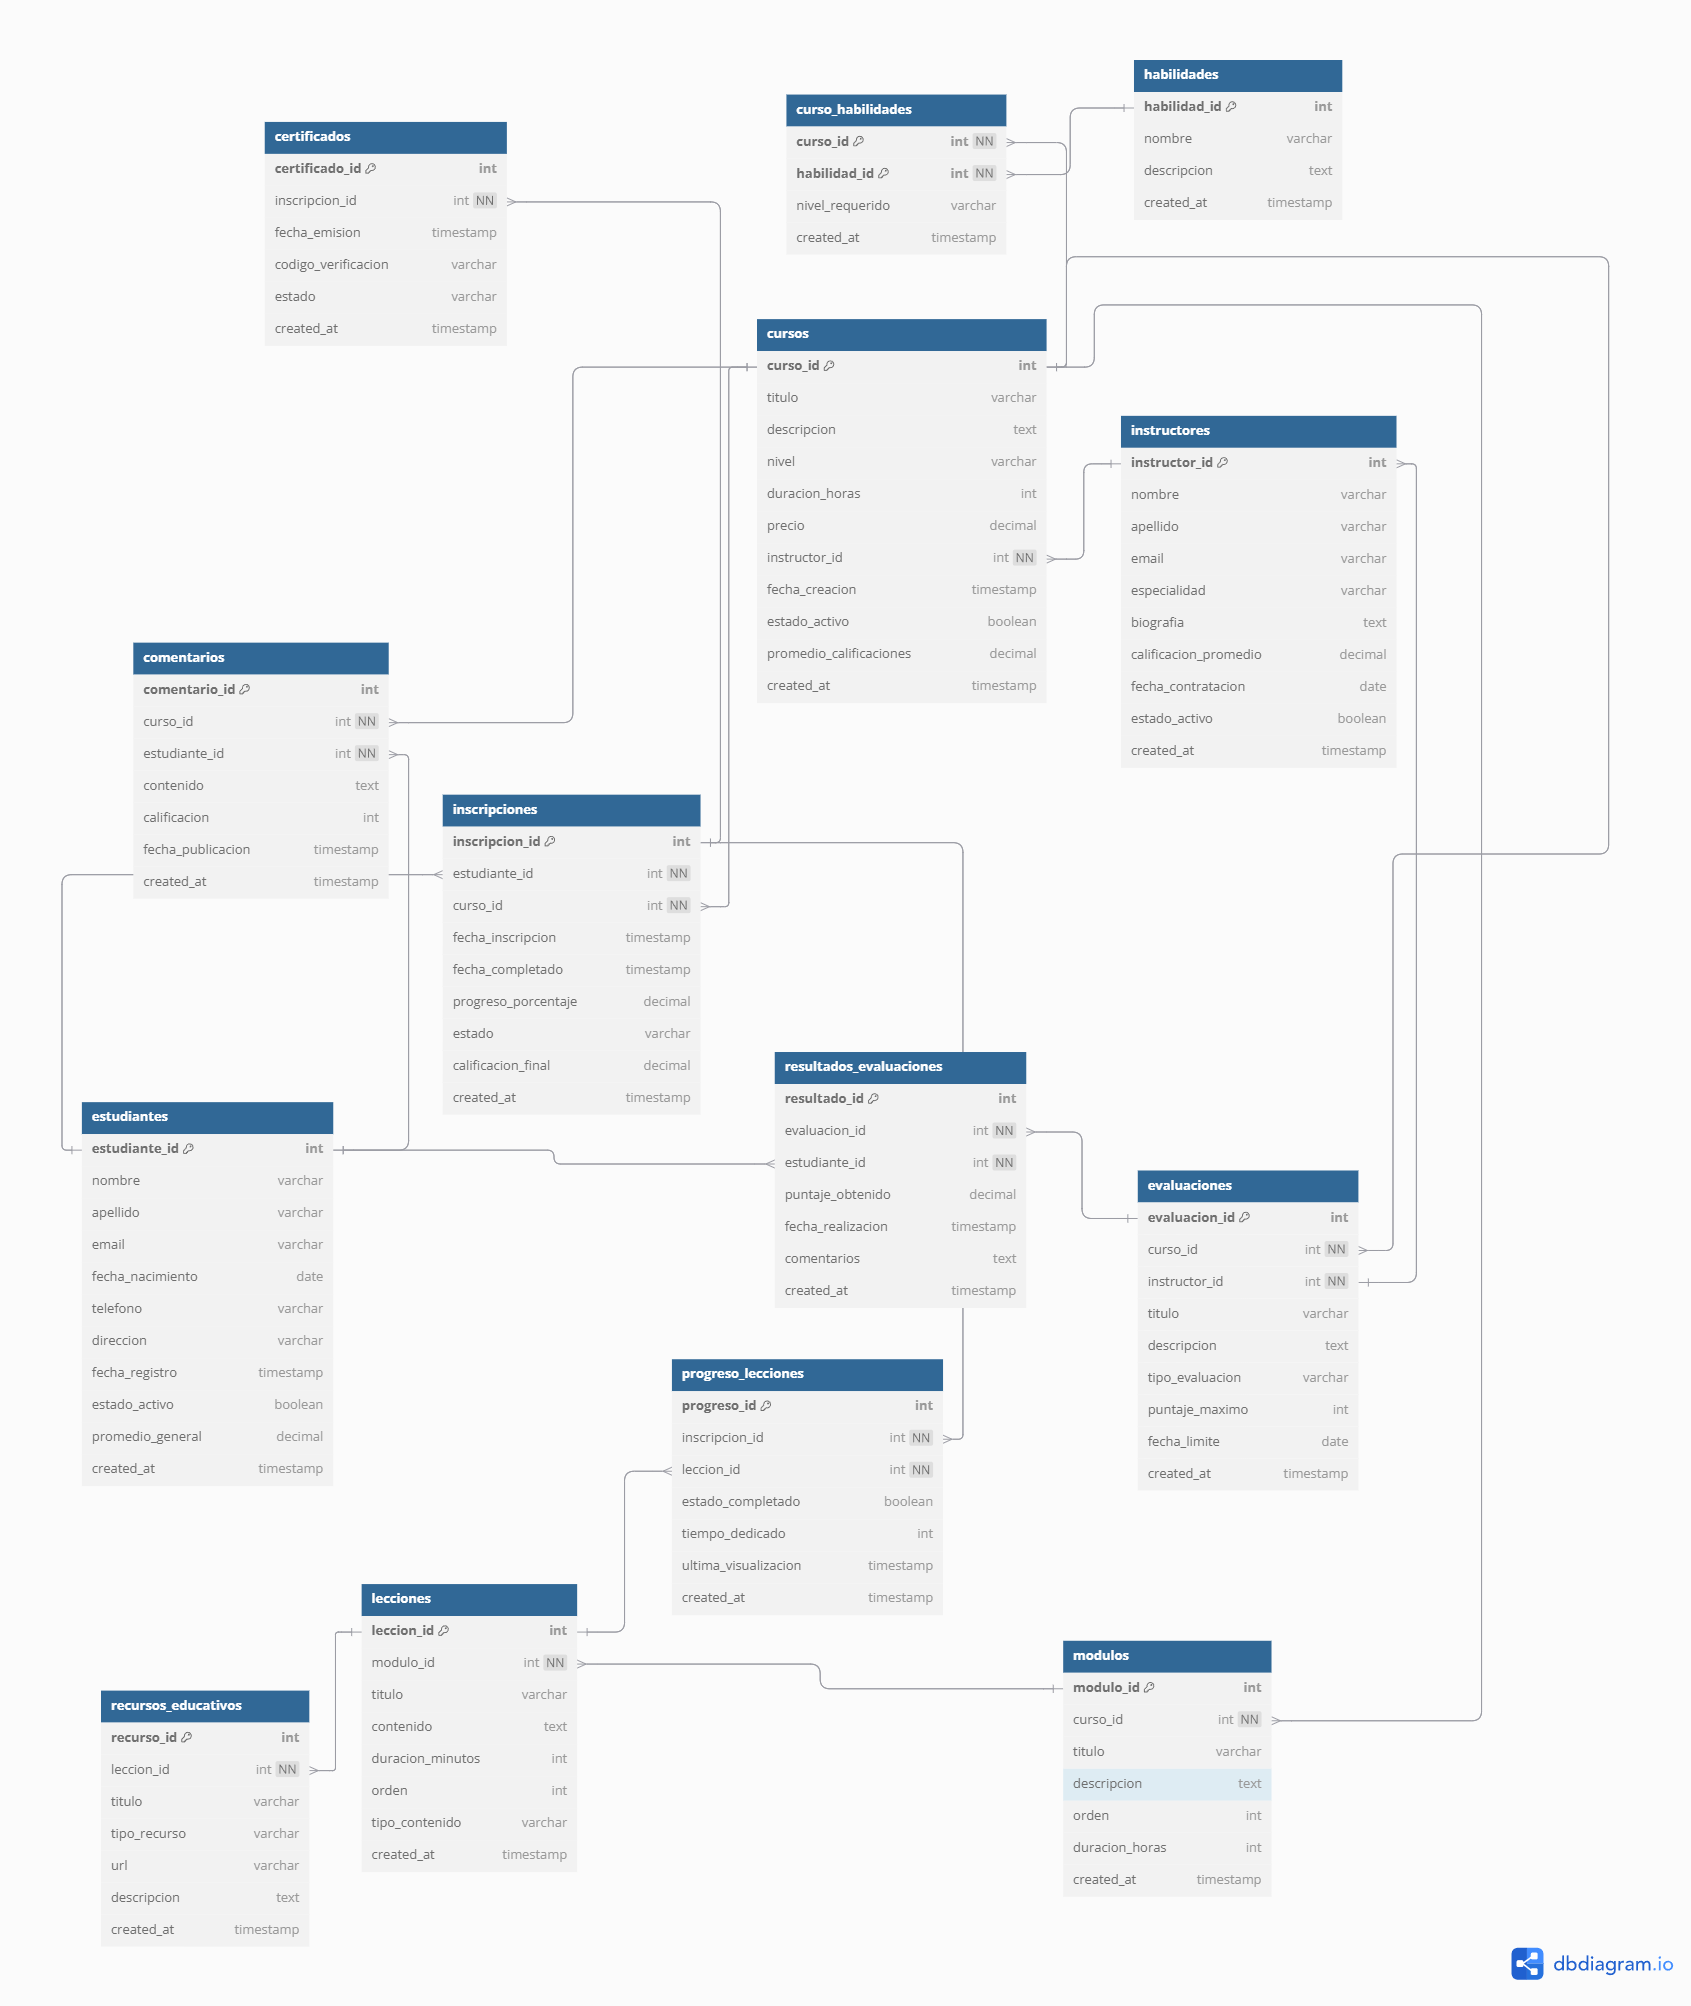 habilidades
habilidad_id int
nombre varchar
descripcion text
created_at timestamp
curso_habilidades
curso_id int NN
habilidad_id int NN
nivel_requerido varchar
created_at timestamp
certificados
certificado_id int
inscripcion_id int NN
fecha_emision timestamp
codigo_verificacion varchar
estado varchar
created_at timestamp
cursos
curso_id int
titulo varchar
descripcion text
nivel varchar
duracion_horas int
precio decimal
instructor_id int NN
fecha_creacion timestamp
estado_activo boolean
promedio_calificaciones decimal
created_at timestamp
instructores
instructor_id int
nombre varchar
apellido varchar
email varchar
especialidad varchar
biografia text
calificacion_promedio decimal
fecha_contratacion date
estado_activo boolean
created_at timestamp
comentarios
comentario_id int
curso_id int NN
estudiante_id int NN
contenido text
calificacion int
fecha_publicacion timestamp
created_at timestamp
inscripciones
inscripcion_id int
estudiante_id int NN
curso_id int NN
fecha_inscripcion timestamp
fecha_completado timestamp
progreso_porcentaje decimal
estado varchar
calificacion_final decimal
created_at timestamp
resultados_evaluaciones
resultado_id int
evaluacion_id int NN
estudiante_id int NN
puntaje_obtenido decimal
fecha_realizacion timestamp
comentarios text
created_at timestamp
estudiantes
estudiante_id int
nombre varchar
apellido varchar
email varchar
fecha_nacimiento date
telefono varchar
direccion varchar
fecha_registro timestamp
estado_activo boolean
promedio_general decimal
created_at timestamp
evaluaciones
evaluacion_id int
curso_id int NN
instructor_id int NN
titulo varchar
descripcion text
tipo_evaluacion varchar
puntaje_maximo int
fecha_limite date
created_at timestamp
progreso_lecciones
progreso_id int
inscripcion_id int NN
leccion_id int NN
estado_completado boolean
tiempo_dedicado int
ultima_visualizacion timestamp
created_at timestamp
lecciones
leccion_id int
modulo_id int NN
titulo varchar
contenido text
duracion_minutos int
orden int
tipo_contenido varchar
created_at timestamp
modulos
modulo_id int
curso_id int NN
titulo varchar
descripcion text
orden int
duracion_horas int
created_at timestamp
recursos_educativos
recurso_id int
leccion_id int NN
titulo varchar
tipo_recurso varchar
url varchar
descripcion text
created_at timestamp
dbdiagram.io